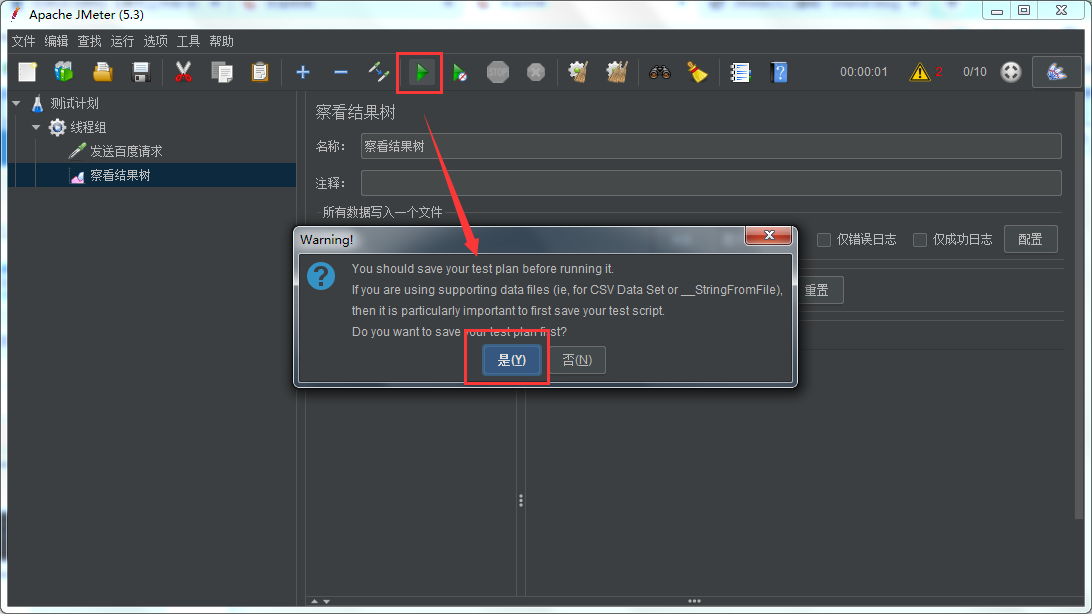 Apache JMeter (5.3)
文件 编辑 查找 运行 选项 工具 帮助
STOP
00:00:01 2 0/10
测试计划
线程组
发送百度请求
察看结果树
察看结果树
名称： 察看结果树
注释：
所有数据写入一个文件
仅错误日志 仅成功日志 配置
重置
Warning!
You should save your test plan before running it.
If you are using supporting data files (ie, for CSV Data Set or __StringFromFile),
then it is particularly important to first save your test script.
Do you want to save your test plan first?
是(Y) 否(N)